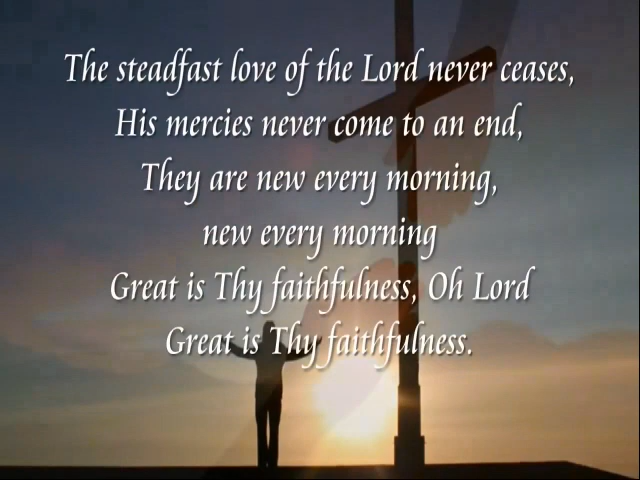 The steadfast love of the Lord never ceases,
His mercies never come to an end,
They are new every morning,
new every morning
Great is Thy faithfulness, Oh Lord
Great is Thy faithfulness.